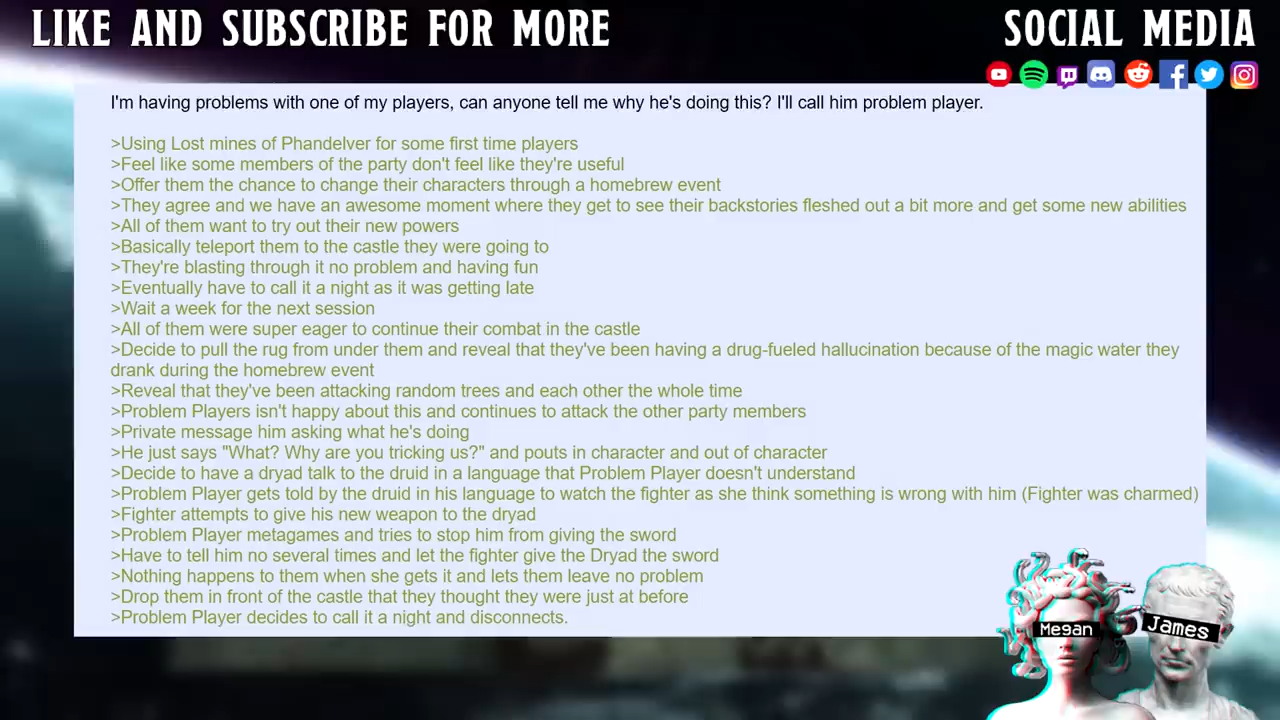 LIKE AND SUBSCRIBE FOR MORE
SOCIAL MEDIA
I'm having problems with one of my players, can anyone tell me why he's doing this? I'll call him problem player.
>Using Lost mines of Phandelver for some first time players
>Feel like some members of the party don't feel like they're useful
>Offer them the chance to change their characters through a homebrew event
>They agree and we have an awesome moment where they get to see their backstories fleshed out a bit more and get some new abilities
>All of them want to try out their new powers
>Basically teleport them to the castle they were going to
>They're blasting through it no problem and having fun
>Eventually have to call it a night as it was getting late
>Wait a week for the next session
>All of them were super eager to continue their combat in the castle
>Decide to pull the rug from under them and reveal that they've been having a drug-fueled hallucination because of the magic water they
drank during the homebrew event
>Reveal that they've been attacking random trees and each other the whole time
>Problem Players isn't happy about this and continues to attack the other party members
>Private message him asking what he's doing
>He just says "What? Why are you tricking us?" and pouts in character and out of character
>Decide to have a dryad talk to the druid in a language that Problem Player doesn't understand
>Problem Player gets told by the druid in his language to watch the fighter as she think something is wrong with him (Fighter was charmed)
>Fighter attempts to give his new weapon to the dryad
>Problem Player metagames and tries to stop him from giving the sword
>Have to tell him no several times and let the fighter give the Dryad the sword
>Nothing happens to them when she gets it and lets them leave no problem
>Drop them in front of the castle that they thought they were just at before
>Problem Player decides to call it a night and disconnects.
Megan
James